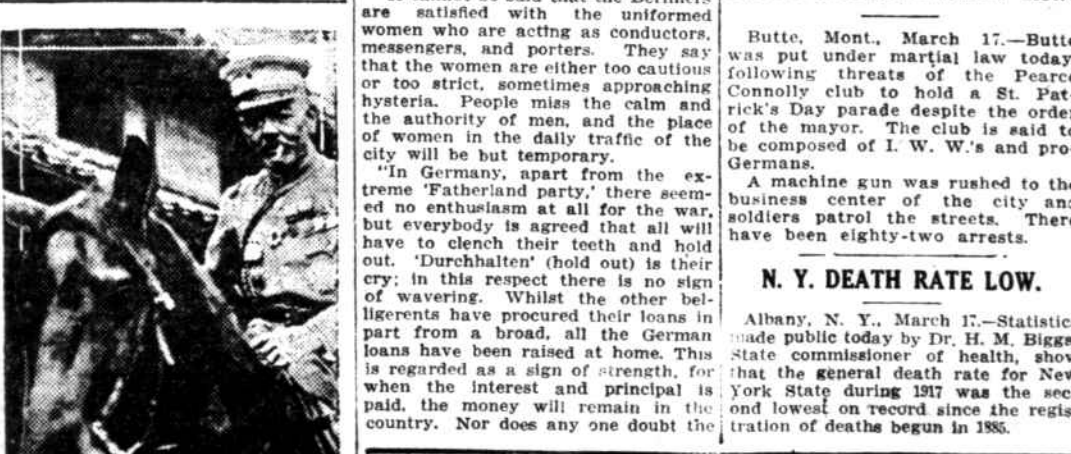 are satisfied with the uniformed
women who are acting as conductors,
messengers, and porters. They say
that the women are either too cautious
or too strict, sometimes approaching
hysteria. People miss the calm and
the authority of men, and the place
of women in the daily traffic of the
city will be but temporary.
"In Germany, apart from the ex-
treme 'Fatherland party,' there seem-
ed no enthusiasm at all for the war,
but everybody is agreed that all will
have to clench their teeth and hold
out. 'Durchhalten' (hold out) is their
cry; in this respect there is no sign
of wavering. Whilst the other bel-
ligerents have procured their loans in
part from a broad, all the German
loans have been raised at home. This
is regarded as a sign of strength, for
when the interest and principal is
paid, the money will remain in the
country. Nor does any one doubt the
Butte, Mont., March 17.—Butte
was put under martial law today
following threats of the Pearce
Connolly club to hold a St. Pat-
rick's Day parade despite the order
of the mayor. The club is said to
be composed of I. W. W.'s and pro-
Germans.
A machine gun was rushed to the
business center of the city and
soldiers patrol the streets. There
have been eighty-two arrests.
N. Y. DEATH RATE LOW.
Albany, N. Y., March 17.—Statistic
made public today by Dr. H. M. Biggs
State commissioner of health, show
that the general death rate for New
York State during 1917 was the sec-
ond lowest on record since the regis-
tration of deaths begun in 1885.